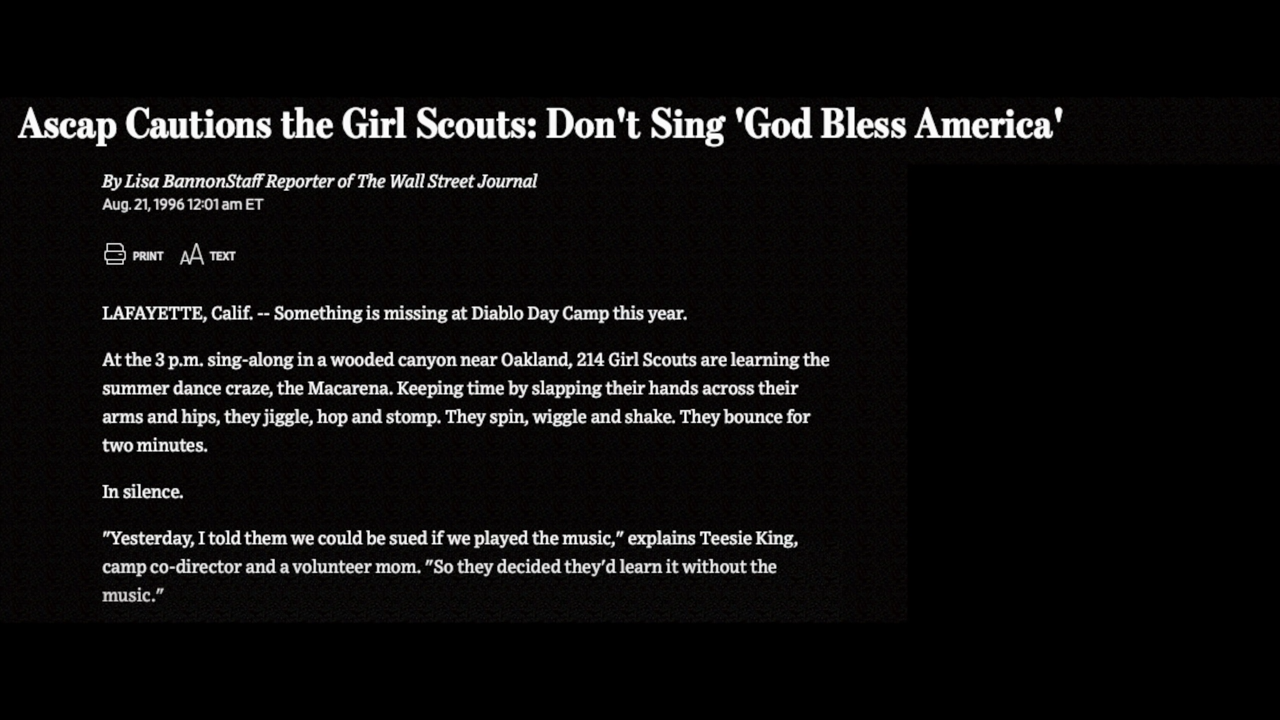 Ascap Cautions the Girl Scouts: Don't Sing 'God Bless America'
By Lisa BannonStaff Reporter of The Wall Street Journal
Aug. 21, 1996 12:01 am ET
PRINT TEXT
LAFAYETTE, Calif. -- Something is missing at Diablo Day Camp this year.
At the 3 p.m. sing-along in a wooded canyon near Oakland, 214 Girl Scouts are learning the
summer dance craze, the Macarena. Keeping time by slapping their hands across their
arms and hips, they jiggle, hop and stomp. They spin, wiggle and shake. They bounce for
two minutes.
In silence.
"Yesterday, I told them we could be sued if we played the music," explains Teesie King,
camp co-director and a volunteer mom. "So they decided they'd learn it without the
music."